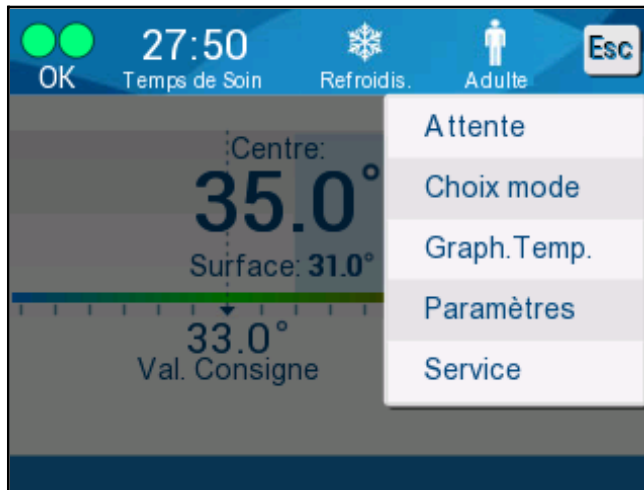 27:50
Esc
OK
Temps de Soin
Refroidis.
Adulte
Centre:
35.0°
Surface: 31.0°
33.0°
Val. Consigne
Attente
Choix mode
Graph.Temp.
Paramètres
Service